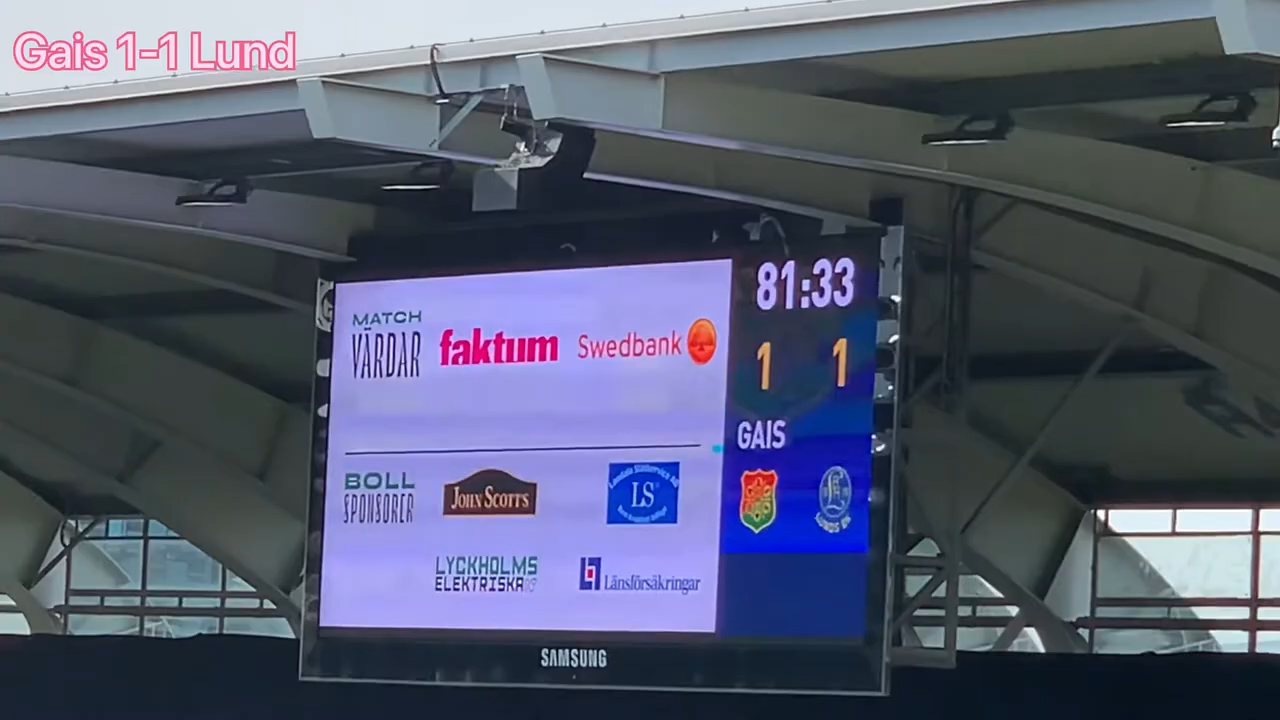 Gais 1-1 Lund
81:33
1 1
GAIS
MATCH
VÄRDAR
faktum
Swedbank
BOLL
SPONSORER
JOHN SCOTT'S
LS
LYCKHOLMS
ELEKTRISKA
Länsförsäkringar
SAMSUNG